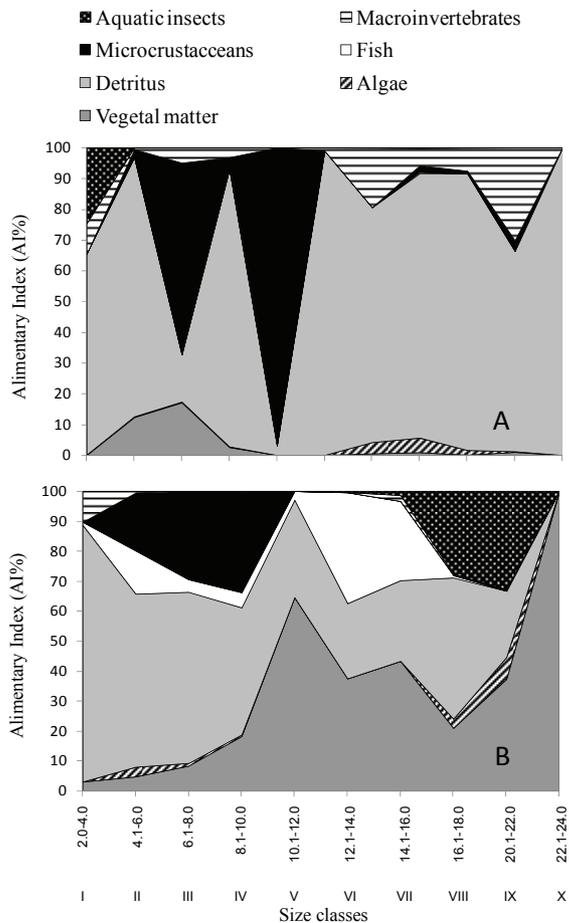 Aquatic insects Macroinvertebrates
Microcrustacceans Fish
Detritus Algae
Vegetal matter
100
90
80
70
60
50
40
30
20
10
0
Alimentary Index (AI%)
A
100
90
80
70
60
50
40
30
20
10
0
Alimentary Index (AI%)
B
2.0-4.0 4.1-6.0 6.1-8.0 8.1-10.0 10.1-12.0 12.1-14.0 14.1-16.0 16.1-18.0 20.1-22.0 22.1-24.0
I II III IV V VI VII VIII IX X
Size classes